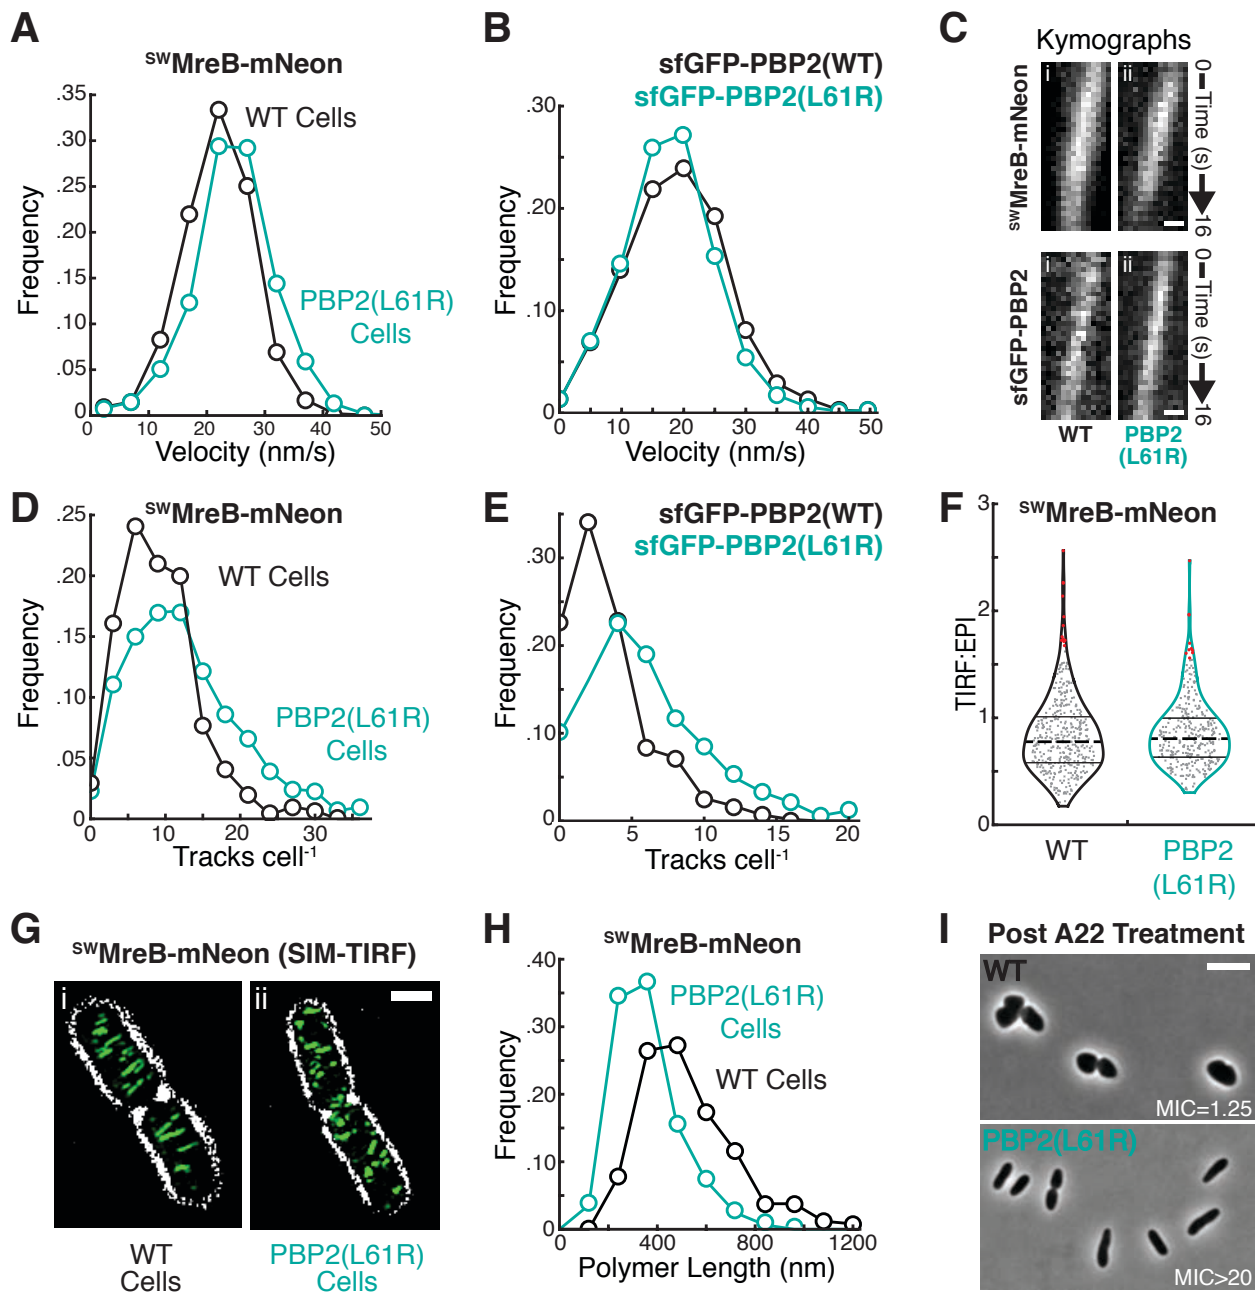 A
SWMreB-mNeon
.35
.30
.25
.20
.15
.10
.05
0
Frequency
WT Cells
PBP2(L61R)
Cells
0 10 20 30 40 50
Velocity (nm/s)
B
sfGFP-PBP2(WT)
sfGFP-PBP2(L61R)
.30
.20
.10
0
Frequency
0 10 20 30 40 50
Velocity (nm/s)
C
Kymographs
SWMreB-mNeon
i
ii
0
Time (s)
16
sfGFP-PBP2
i
ii
0
Time (s)
16
WT
PBP2
(L61R)
D
SWMreB-mNeon
.25
.20
.15
.10
.05
0
Frequency
WT Cells
PBP2(L61R)
Cells
0 10 20 30
Tracks cell-1
E
sfGFP-PBP2(WT)
sfGFP-PBP2(L61R)
.30
.20
.10
0
Frequency
0 5 10 15 20
Tracks cell-1
F
SWMreB-mNeon
3
2
1
0
TIRF:EPI
WT
PBP2
(L61R)
G
SWMreB-mNeon (SIM-TIRF)
i
ii
WT
Cells
PBP2(L61R)
Cells
H
SWMreB-mNeon
.40
.30
.20
.10
0
Frequency
PBP2(L61R)
Cells
WT Cells
0 400 800 1200
Polymer Length (nm)
I
Post A22 Treatment
WT
MIC=1.25
PBP2(L61R)
MIC>20